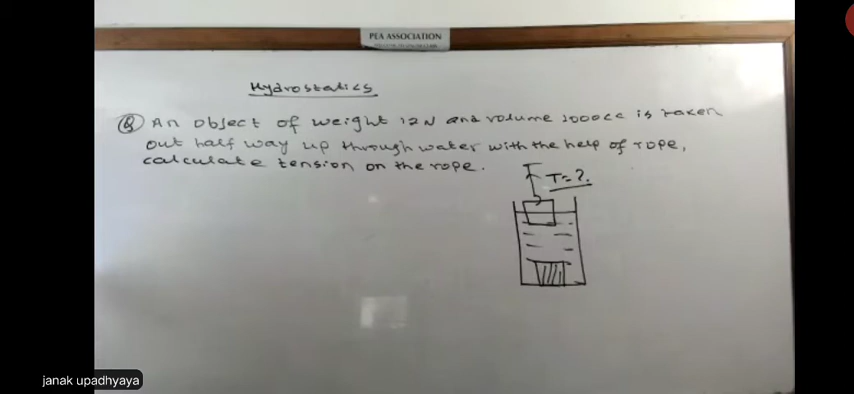 PEA ASSOCIATION
Hydrostatics
Q An object of weight 12N and volume 1000cc is taken
out half way up through water with the help of rope,
calculate tension on the rope.
T=?
janak upadhyaya